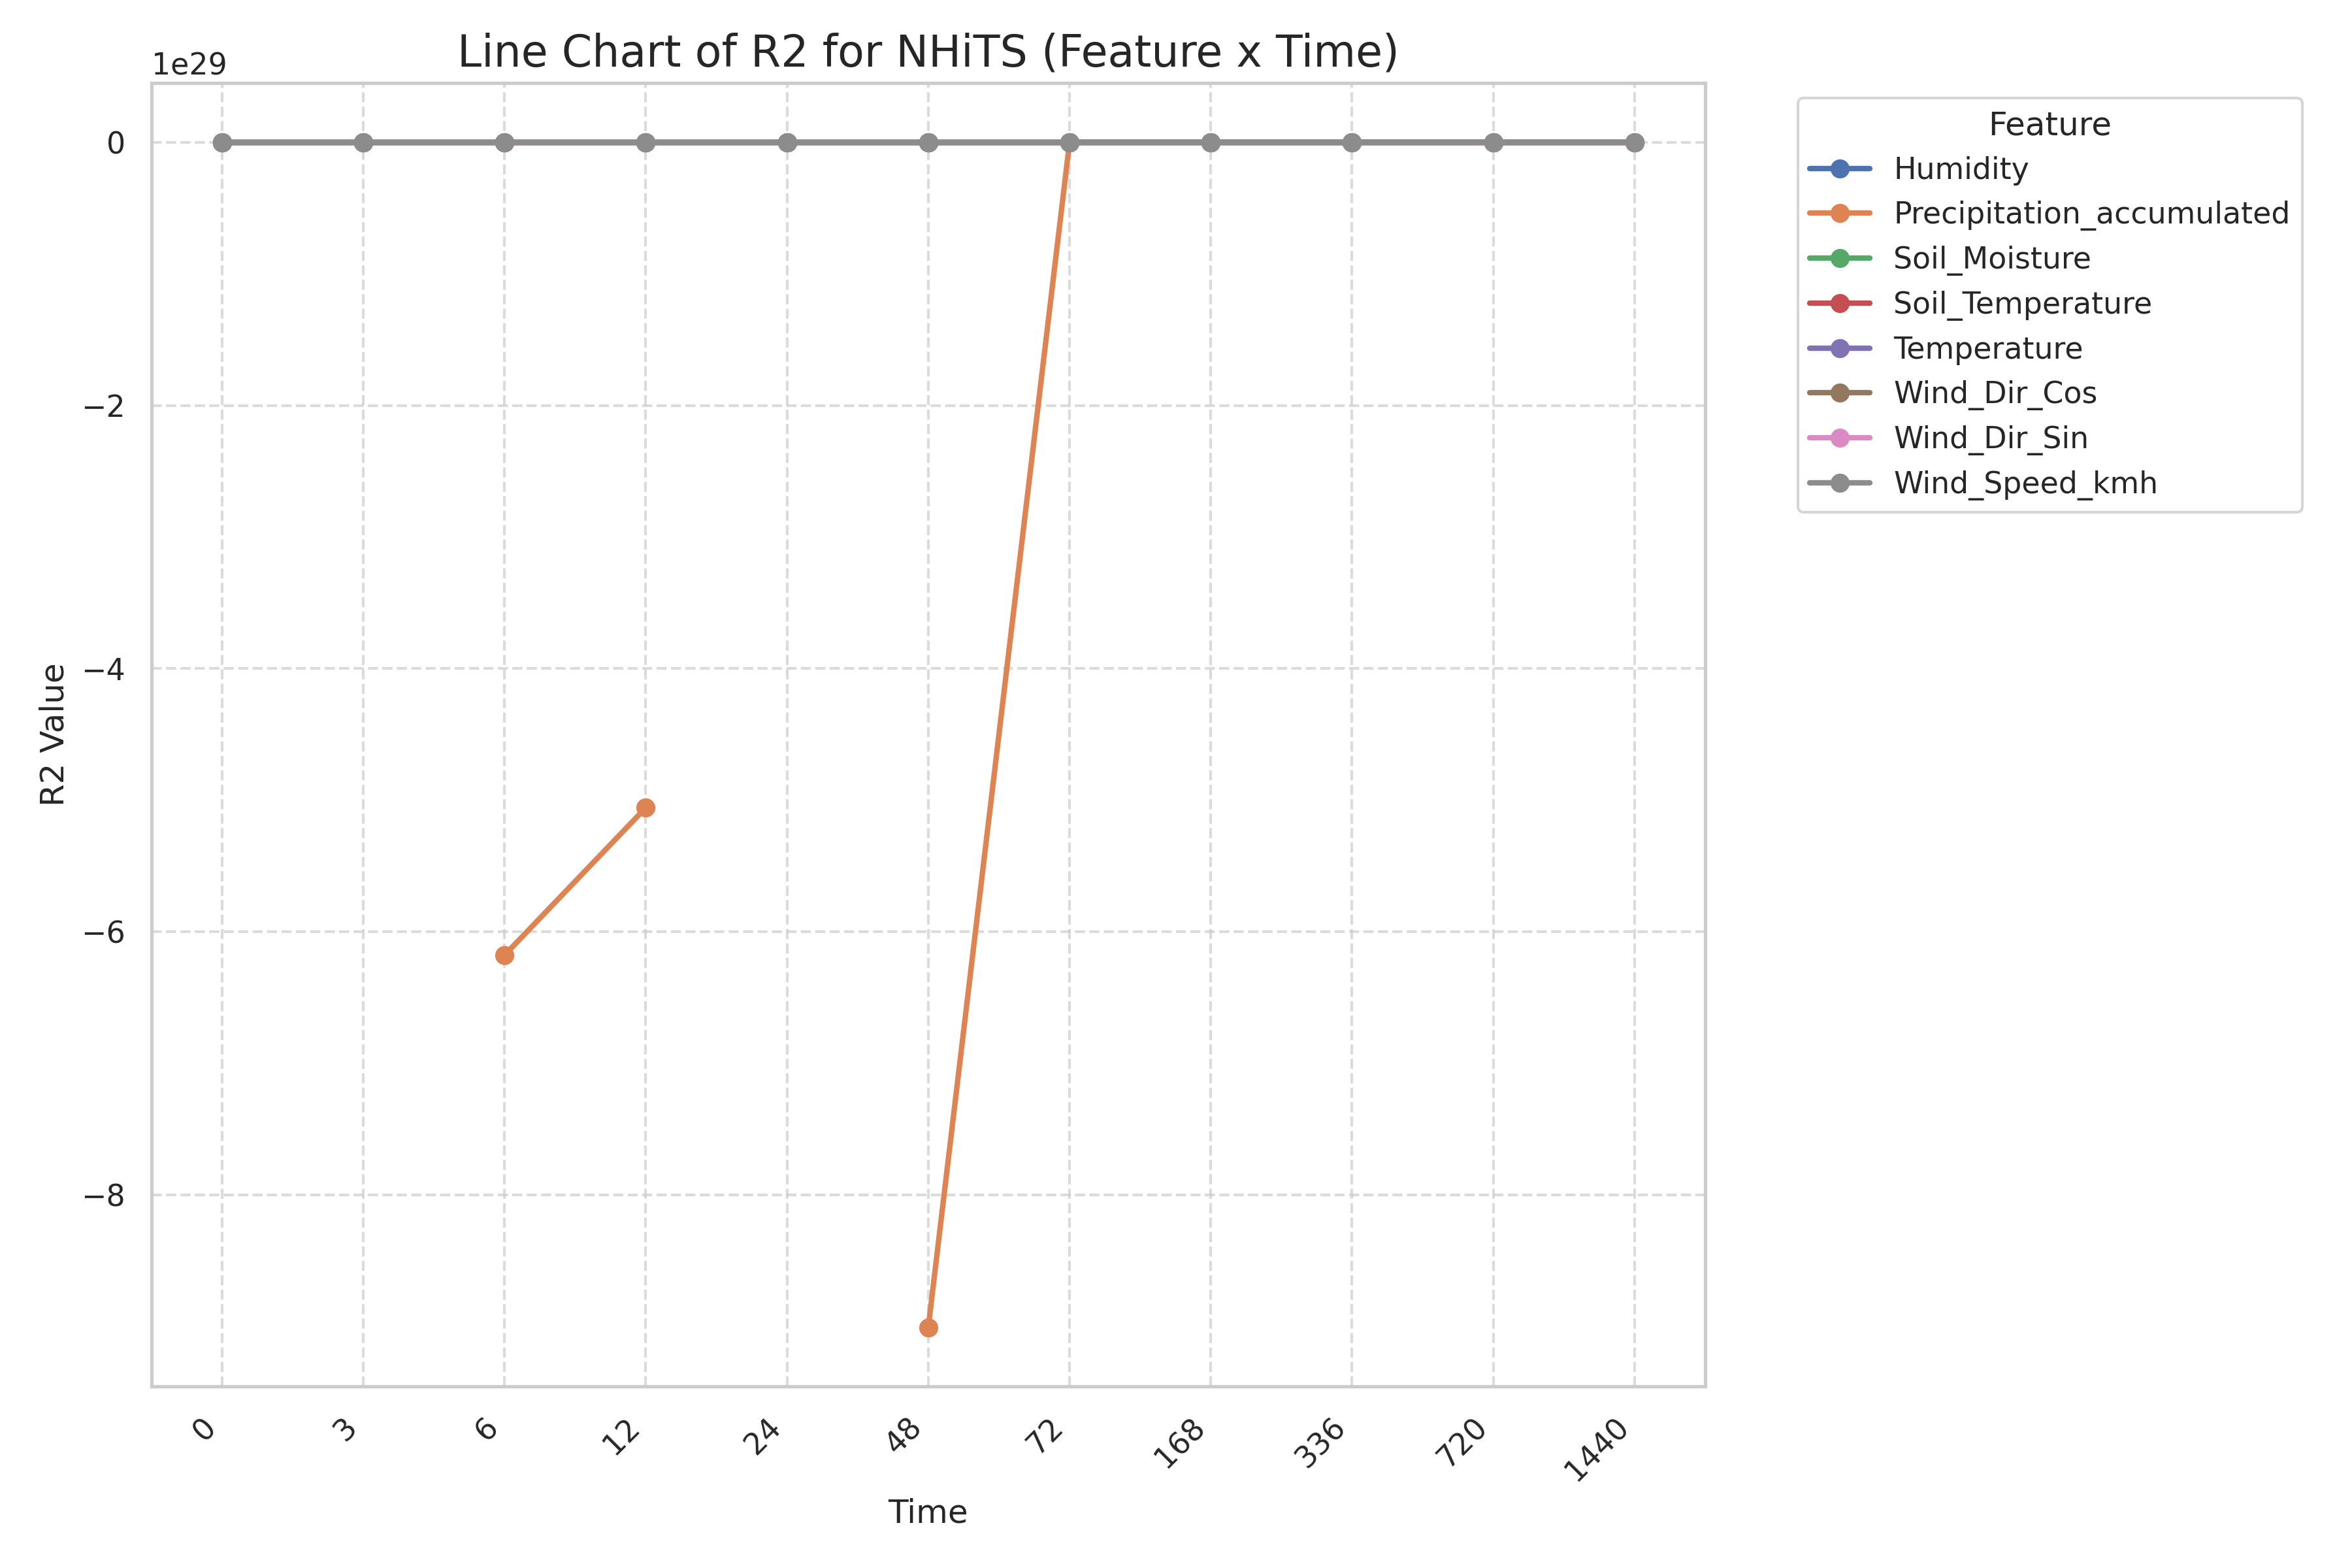 Line Chart of R2 for NHiTS (Feature x Time)
1e29
0
−2
−4
−6
−8
R2 Value
0
3
6
12
24
48
72
168
336
720
1440
Time
Feature
Humidity
Precipitation_accumulated
Soil_Moisture
Soil_Temperature
Temperature
Wind_Dir_Cos
Wind_Dir_Sin
Wind_Speed_kmh